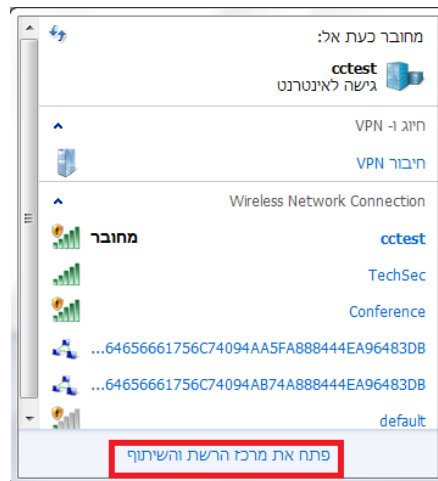 מחובר כעת אל:
cctest
גישה לאינטרנט
חיוג ו- VPN
חיבור VPN
Wireless Network Connection
cctest מחובר
TechSec
Conference
64656661756C74094AA5FA888444EA96483DB...
64656661756C74094AB74A888444EA96483DB...
default
פתח את מרכז הרשת והשיתוף